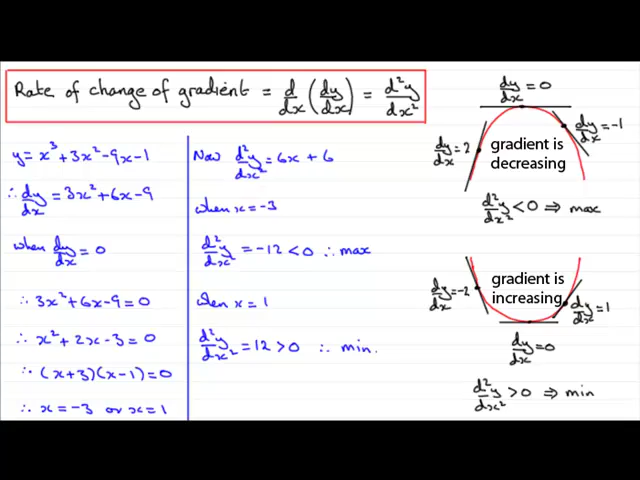 Rate of change of gradient = d/dx (dy/dx) = d²y/dx²
y = x³ + 3x² - 9x - 1
∴ dy/dx = 3x² + 6x - 9
when dy/dx = 0
∴ 3x² + 6x - 9 = 0
∴ x² + 2x - 3 = 0
∴ (x + 3)(x - 1) = 0
∴ x = -3 or x = 1
Now d²y/dx² = 6x + 6
when x = -3
d²y/dx² = -12 < 0 ∴ max
when x = 1
d²y/dx² = 12 > 0 ∴ min.
dy/dx = 0
dy/dx = 2
dy/dx = -1
gradient is
decreasing
d²y/dx² < 0 ⇒ max
gradient is
increasing
dy/dx = -2
dy/dx = 1
dy/dx = 0
d²y/dx² > 0 ⇒ min